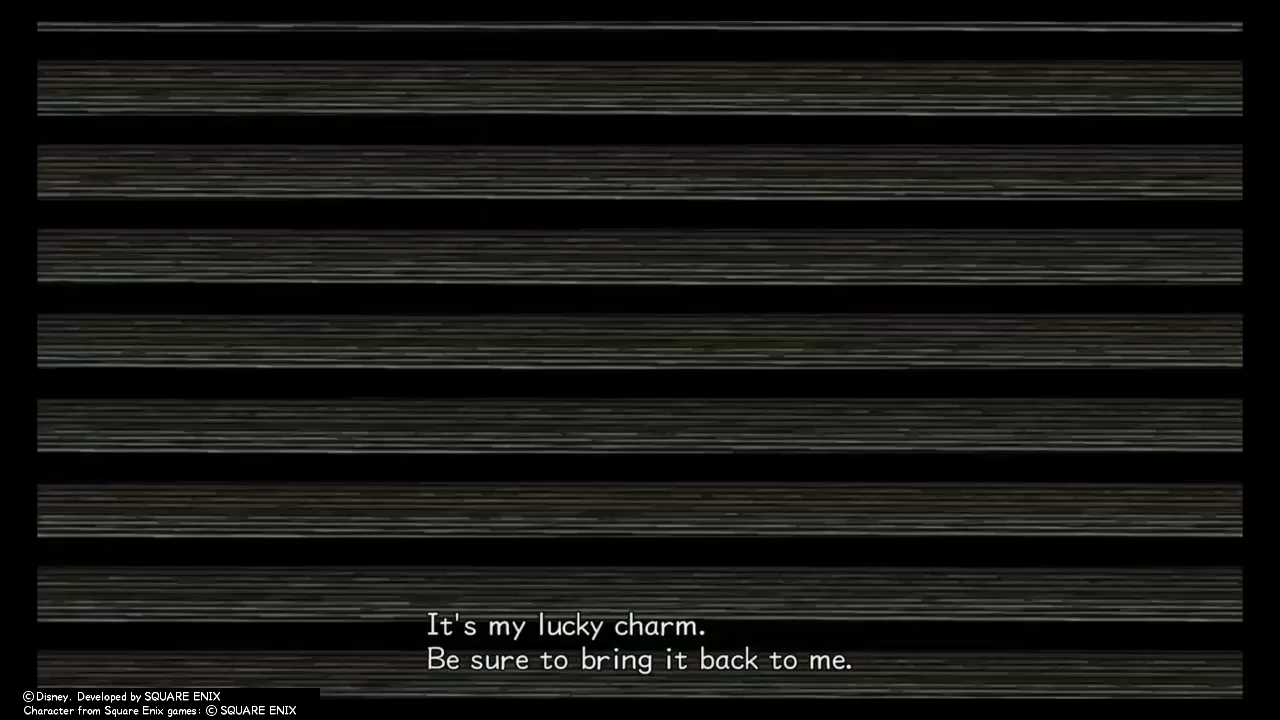 It's my lucky charm.
Be sure to bring it back to me.
©Disney. Developed by SQUARE ENIX
Character from Square Enix games: © SQUARE ENIX